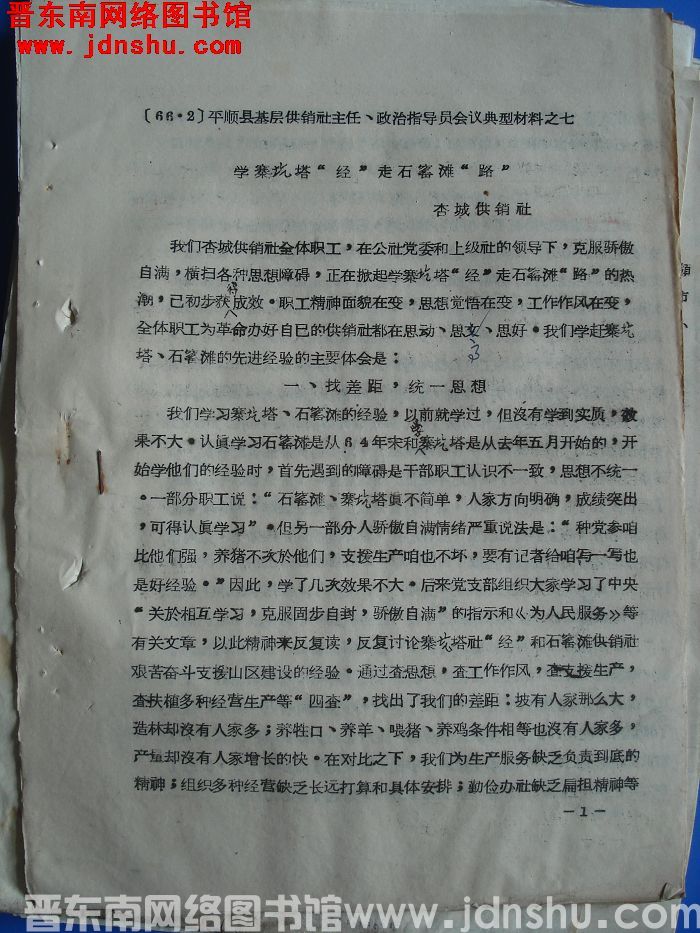 晋东南网络图书馆
www.jdnshu.com
〔66·2〕平顺县基层供销社主任、政治指导员会议典型材料之七
学寨坑塔“经”走石窰滩“路”
杏城供销社
我们杏城供销社全体职工，在公社党委和上级社的领导下，克服骄傲
自满，横扫各种思想障碍，正在掀起学寨坑塔“经”走石窰滩“路”的热
潮，已初步获得成效。职工精神面貌在变，思想觉悟在变，工作作风在变，
全体职工为革命办好自已的供销社都在思动、思变、思好。我们学赶寨坑
塔、石窰滩的先进经验的主要体会是：
一、找差距，统一思想
我们学习寨坑塔、石窰滩的经验，以前就学过，但沒有学到实质，效
果不大。认眞学习石窰滩是从64年末和学寨坑塔是从去年五月开始的，开
始学他们的经验时，首先遇到的障碍是干部职工认识不一致，思想不统一
。一部分职工说：“石窰滩、寨坑塔眞不简单，人家方向明确，成绩突出
，可得认眞学习”。但另一部分人骄傲自满情绪严重说法是：“种党参咱
比他们强，养猪不次於他们，支援生产咱也不坏，要有记者给咱写一写也
是好经验。”因此，学了几次效果不大。后来党支部组织大家学习了中央
“关於相互学习，克服固步自封，骄傲自满”的指示和《为人民服务》等
有关文章，以此精神来反复读，反复讨论寨坑塔社“经”和石窰滩供销社
艰苦奋斗支援山区建设的经验。通过查思想，查工作作风，查支援生产，
查扶植多种经营生产等“四查”，找出了我们的差距：坡有人家那么大，
造林却沒有人家多；养牲口、养羊、喂猪、养鸡条件相等也沒有人家多，
产量却沒有人家增长的快。在对比之下，我们为生产服务缺乏负责到底的
精神；组织多种经营缺乏长远打算和具体安排；勤俭办社缺乏扁担精神等
－1－
晋东南网络图书馆 www.jdnshu.com